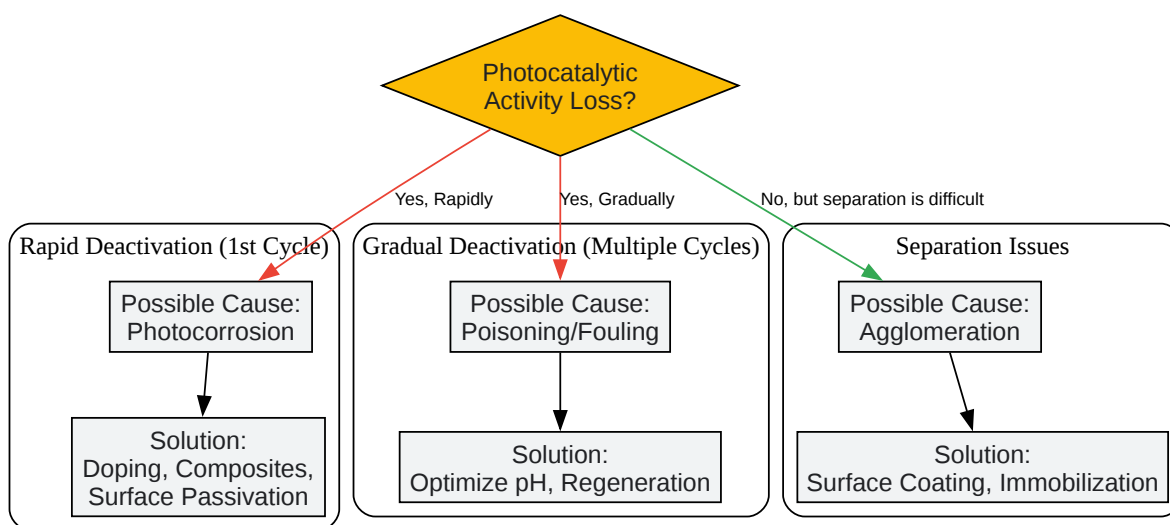 Photocatalytic
Activity Loss?
Yes, Rapidly
Yes, Gradually
No, but separation is difficult
Rapid Deactivation (1st Cycle)
Gradual Deactivation (Multiple Cycles)
Separation Issues
Possible Cause:
Photocorrosion
Possible Cause:
Poisoning/Fouling
Possible Cause:
Agglomeration
Solution:
Doping, Composites,
Surface Passivation
Solution:
Optimize pH, Regeneration
Solution:
Surface Coating, Immobilization